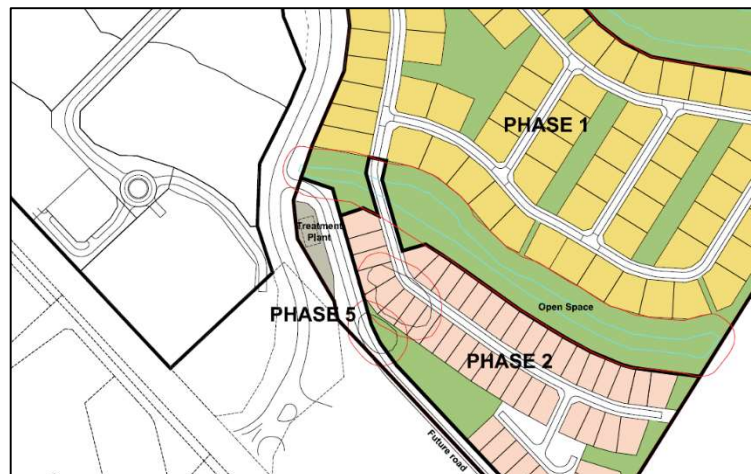 PHASE 1
Treatment
Plant
Open Space
PHASE 5
PHASE 2
Future road